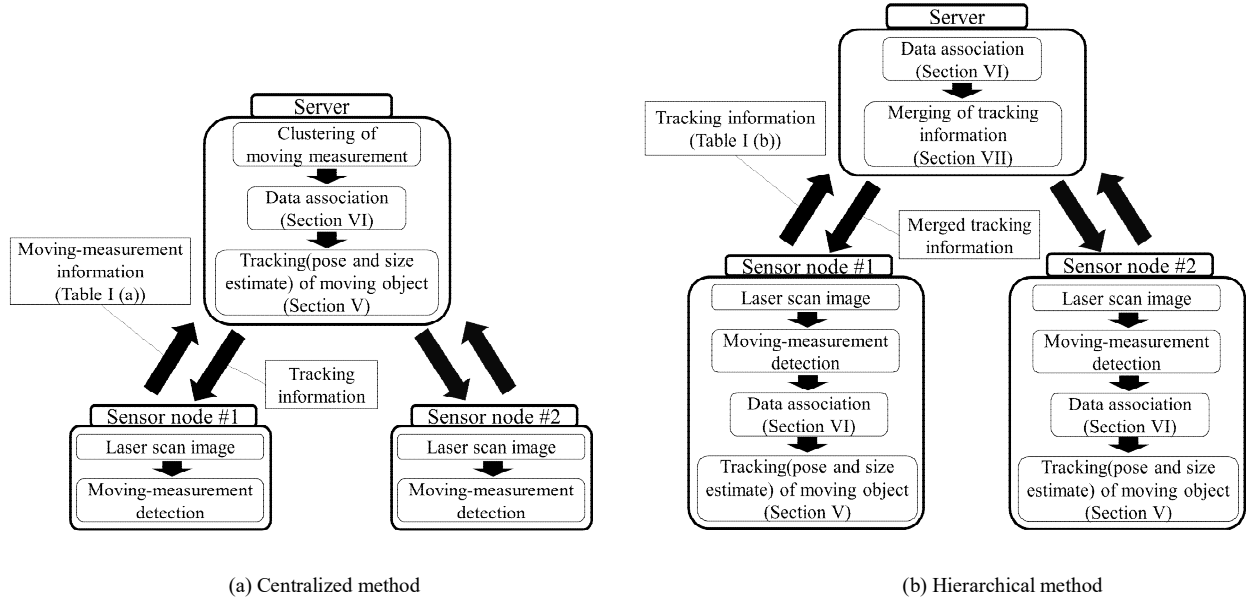 Server
Clustering of
moving measurement
Data association
(Section VI)
Tracking(pose and size
estimate) of moving object
(Section V)
Moving-measurement
information
(Table I (a))
Tracking
information
Sensor node #1
Laser scan image
Moving-measurement
detection
Sensor node #2
Laser scan image
Moving-measurement
detection
(a) Centralized method
Server
Data association
(Section VI)
Merging of tracking
information
(Section VII)
Tracking information
(Table I (b))
Merged tracking
information
Sensor node #1
Laser scan image
Moving-measurement
detection
Data association
(Section VI)
Tracking(pose and size
estimate) of moving object
(Section V)
Sensor node #2
Laser scan image
Moving-measurement
detection
Data association
(Section VI)
Tracking(pose and size
estimate) of moving object
(Section V)
(b) Hierarchical method